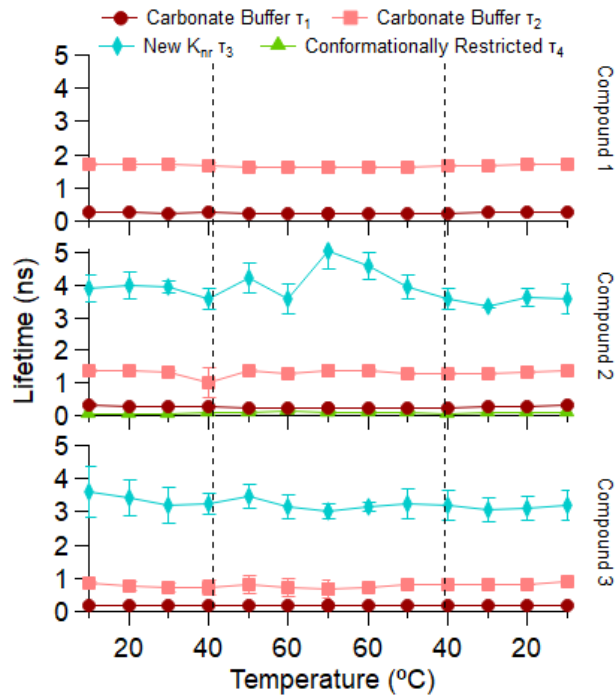 Carbonate Buffer τ₁ Carbonate Buffer τ₂
New Kₙᵣ τ₃ Conformationally Restricted τ₄
5
4
3
2
1
0
Compound 1
5
4
3
2
1
0
Compound 2
5
4
3
2
1
0
Compound 3
Lifetime (ns)
20 40 60 60 40 20
Temperature (ºC)